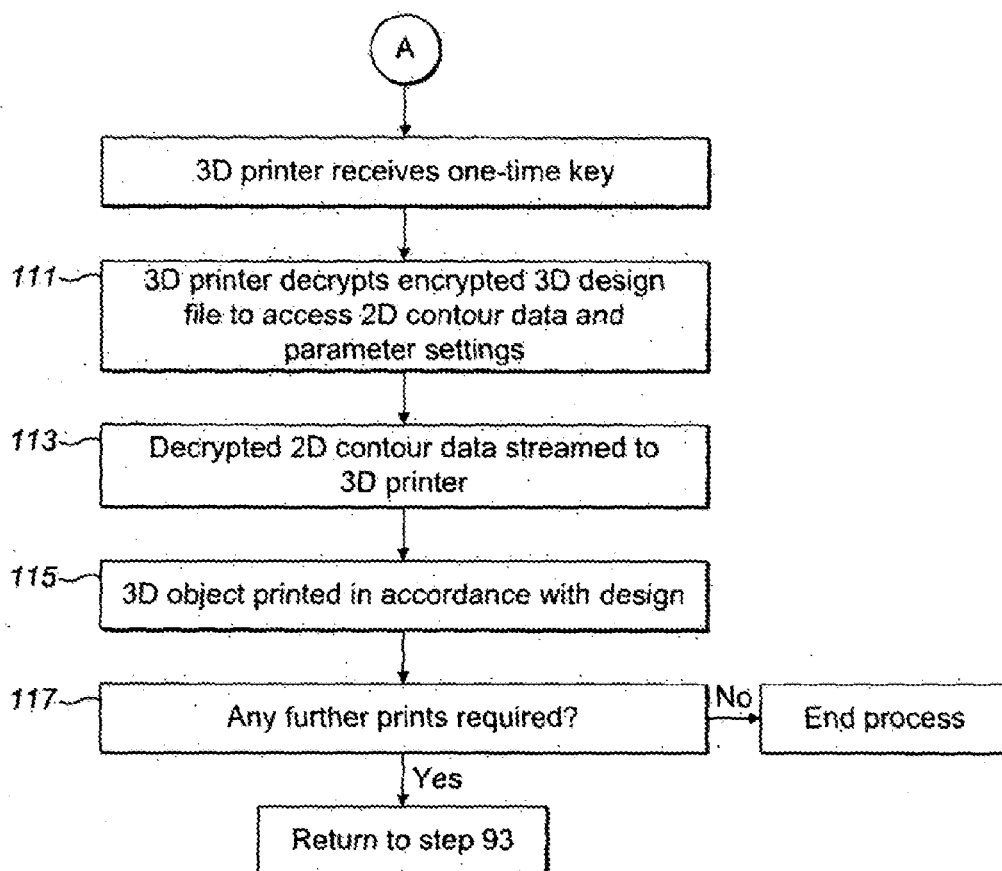 A
3D printer receives one-time key
111
3D printer decrypts encrypted 3D design
file to access 2D contour data and
parameter settings
113
Decrypted 2D contour data streamed to
3D printer
115
3D object printed in accordance with design
117
Any further prints required?
No
End process
Yes
Return to step 93